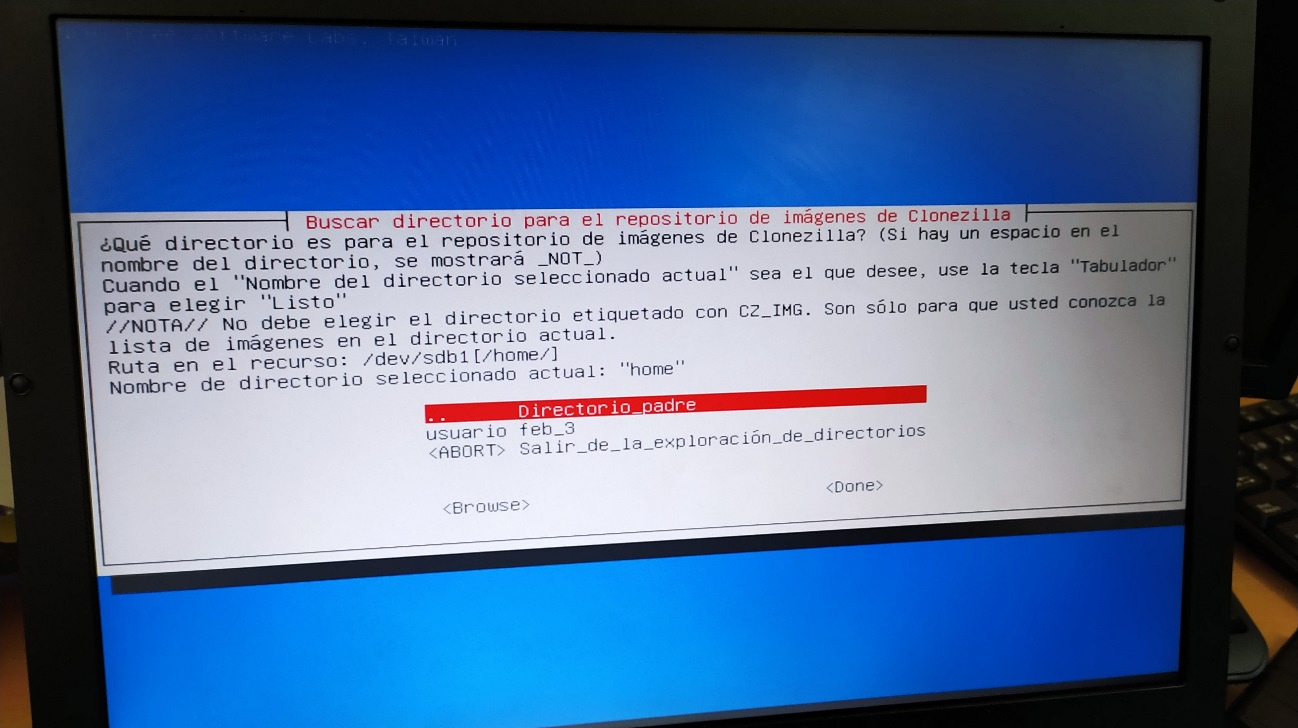 Software Labs, Taiwan
Buscar directorio para el repositorio de imágenes de Clonezilla
¿Qué directorio es para el repositorio de imágenes de Clonezilla? (Si hay un espacio en el
nombre del directorio, se mostrará _NOT_)
Cuando el "Nombre del directorio seleccionado actual" sea el que desee, use la tecla "Tabulador"
para elegir "Listo"
//NOTA// No debe elegir el directorio etiquetado con CZ_IMG. Son sólo para que usted conozca la
lista de imágenes en el directorio actual.
Ruta en el recurso: /dev/sdb1[/home/]
Nombre de directorio seleccionado actual: "home"
.. Directorio_padre
usuario feb_3
<ABORT> Salir_de_la_exploración_de_directorios
<Browse> <Done>